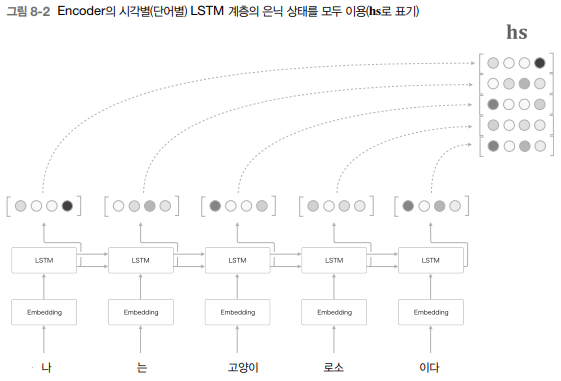 그림 8-2 Encoder의 시각별(단어별) LSTM 계층의 은닉 상태를 모두 이용(hs로 표기)
hs
LSTM LSTM LSTM LSTM LSTM
Embedding Embedding Embedding Embedding Embedding
나 는 고양이 로소 이다